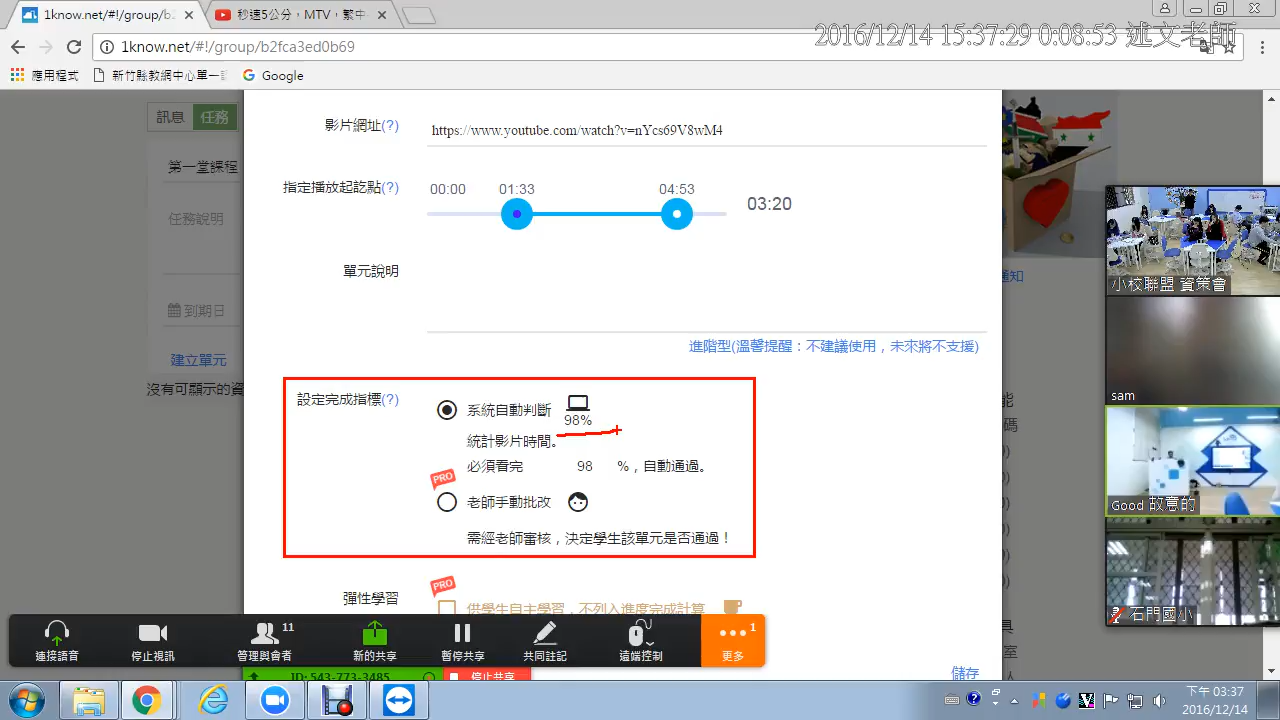 1know.net/#!/group/b2
秒速5公分，MTV，繁中
1know.net/#!/group/b2fca3ed0b69
2016/12/14 15:37:29 0:08:53 述文老師
應用程式
新竹縣教網中心單一
Google
訊息
任務
第一堂課程
任務說明
到期日
建立單元
沒有可顯示的資
影片網址(?)
https://www.youtube.com/watch?v=nYcs69V8wM4
指定播放起訖點(?)
00:00
01:33
04:53
03:20
單元說明
進階型(溫馨提醒：不建議使用，未來將不支援)
設定完成指標(?)
系統自動判斷
98%
統計影片時間。
必須看完 98 %，自動通過。
PRO
老師手動批改
需經老師審核，決定學生該單元是否通過！
彈性學習
PRO
供學生自主學習，不列入進度完成計算
儲存
通知
能
碼
具
室
人
小校聯盟 資策會
sam
Good 故意的
石門國小
連接語音
停止視訊
管理與會者
11
新的共享
暫停共享
共同註記
遠端控制
更多
1
ID:543-773-3485
停止共享
下午 03:37
2016/12/14